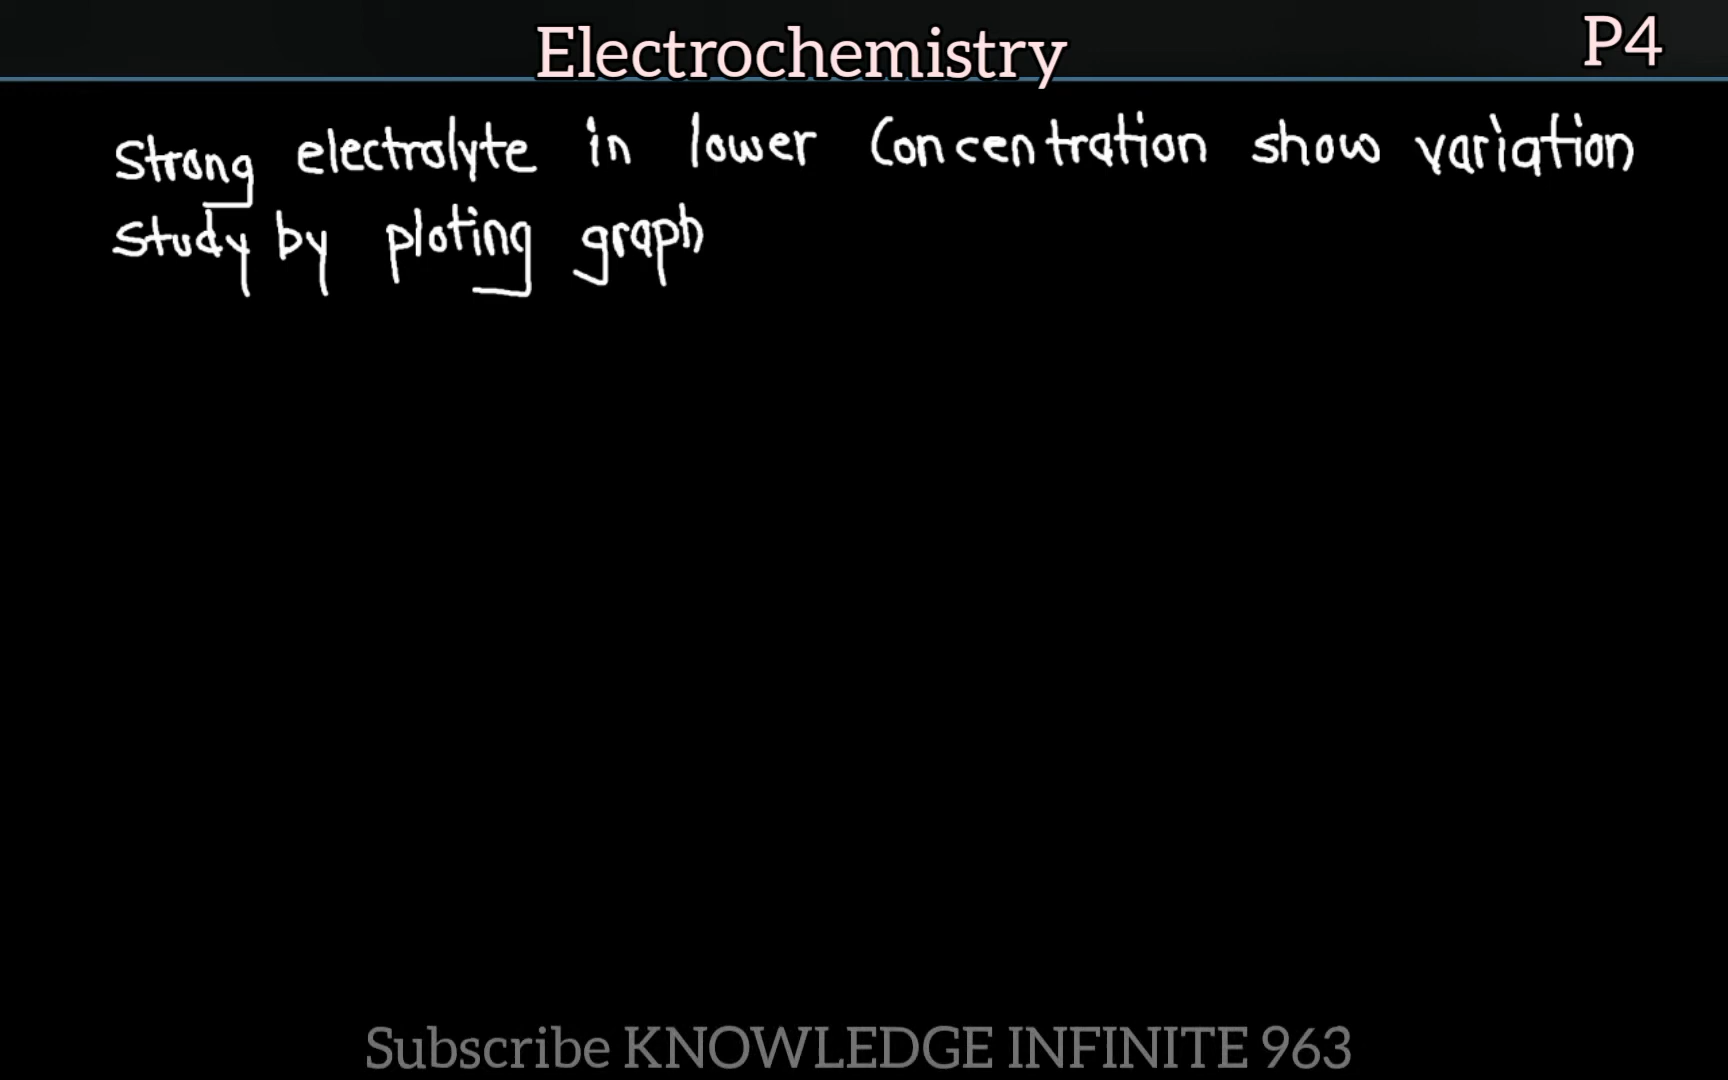 Electrochemistry
P4
Strong electrolyte in lower Concentration show variation
study by ploting graph
Subscribe KNOWLEDGE INFINITE 963